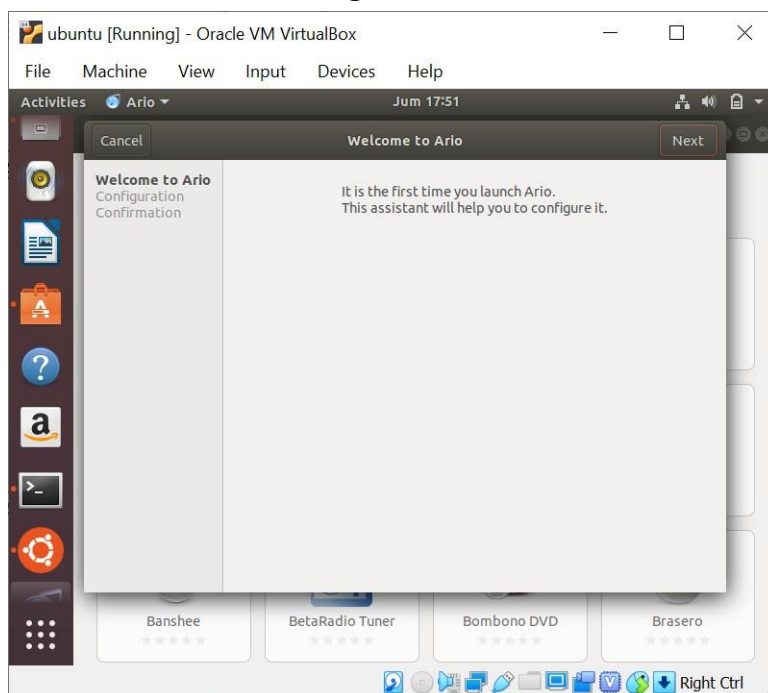 ubuntu [Running] - Oracle VM VirtualBox
File Machine View Input Devices Help
Activities Ario Jum 17:51
Cancel Welcome to Ario Next
Welcome to Ario
Configuration
Confirmation
It is the first time you launch Ario.
This assistant will help you to configure it.
Banshee BetaRadio Tuner Bombono DVD Brasero
Right Ctrl